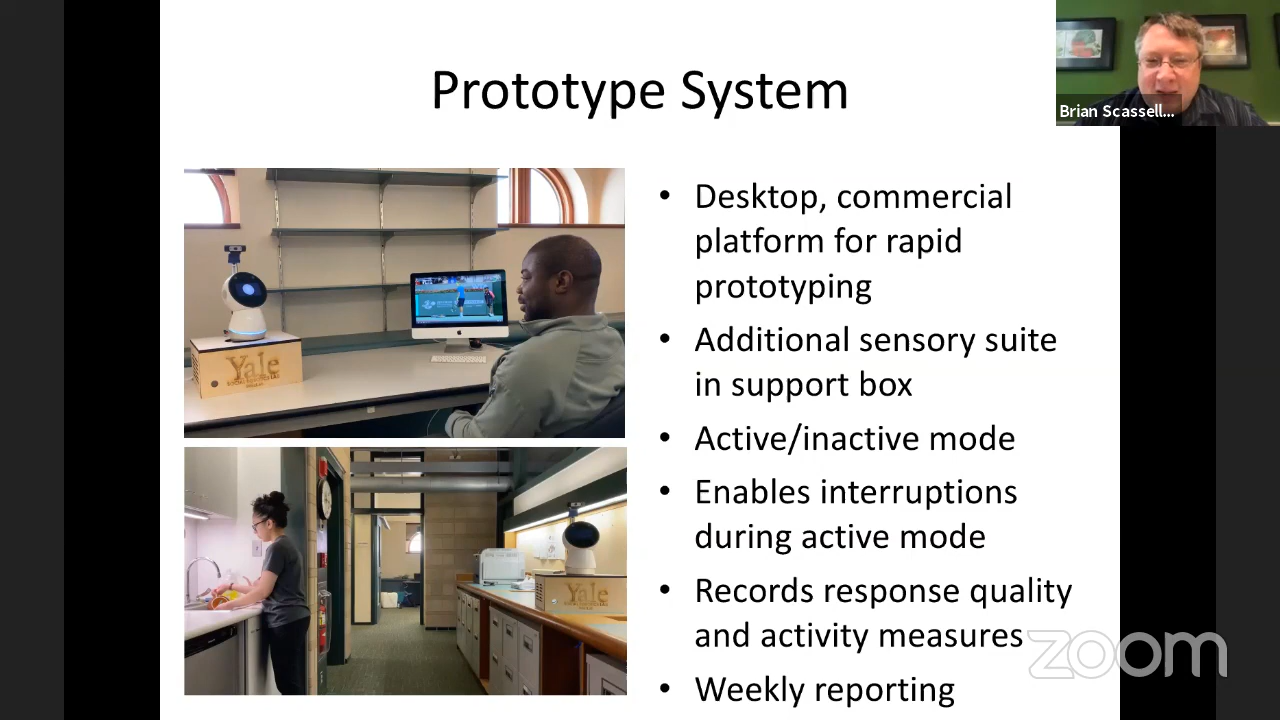 Prototype System
Brian Scassell...
Yale
• Desktop, commercial
platform for rapid
prototyping
• Additional sensory suite
in support box
• Active/inactive mode
• Enables interruptions
during active mode
Yale
• Records response quality
and activity measures
• Weekly reporting
zoom